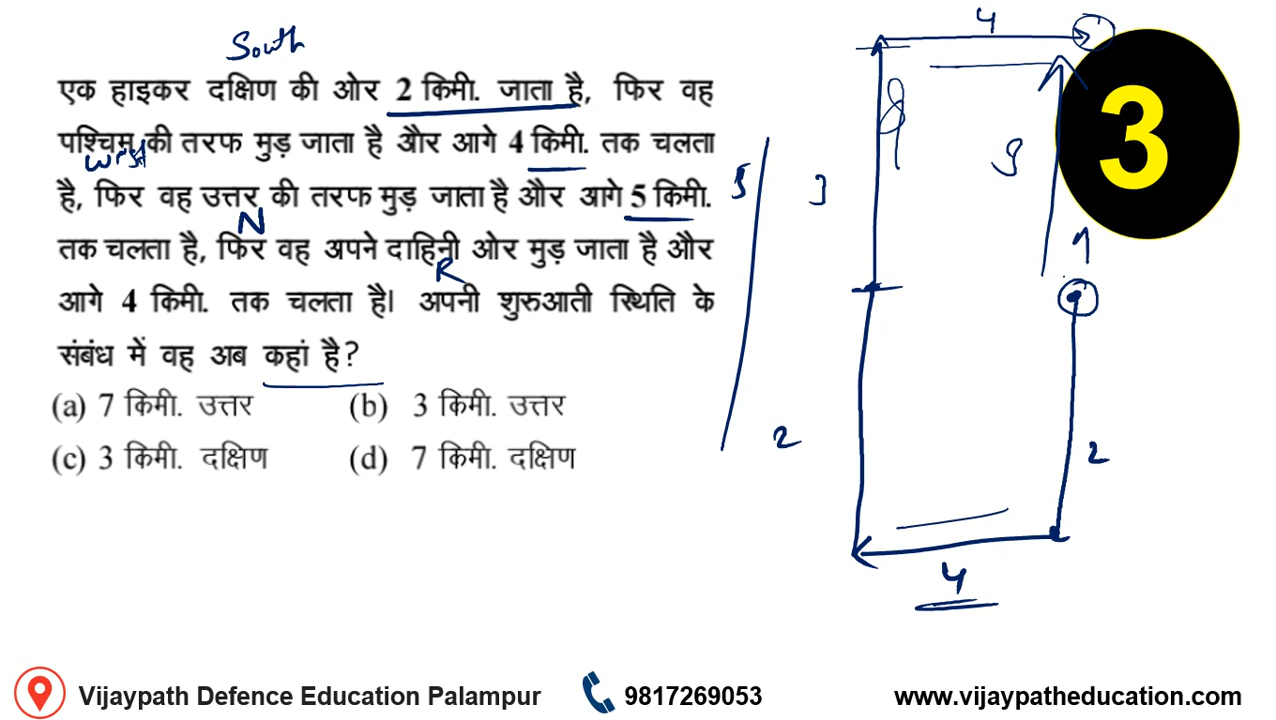 South
4
एक हाइकर दक्षिण की ओर 2 किमी. जाता है, फिर वह
पश्चिम की तरफ मुड़ जाता है और आगे 4 किमी. तक चलता
West
है, फिर वह उत्तर की तरफ मुड़ जाता है और आगे 5 किमी.
N
तक चलता है, फिर वह अपने दाहिनी ओर मुड़ जाता है और
R
आगे 4 किमी. तक चलता है। अपनी शुरुआती स्थिति के
संबंध में वह अब कहां है?
(a) 7 किमी. उत्तर (b) 3 किमी. उत्तर
(c) 3 किमी. दक्षिण (d) 7 किमी. दक्षिण
3
5
3
2
2
4
Vijaypath Defence Education Palampur 9817269053 www.vijaypatheducation.com